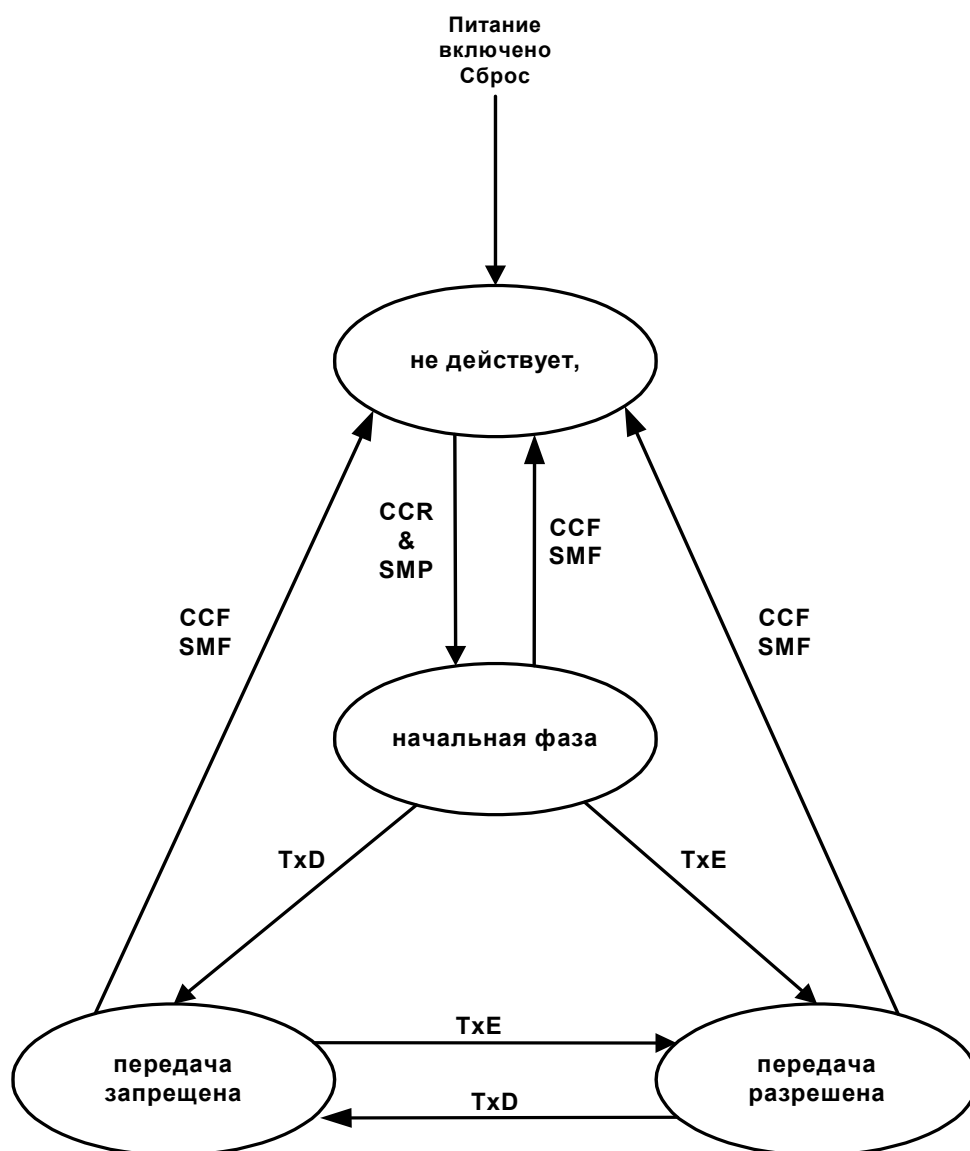 Питание
включено
Сброс
не действует,
CCR
&
SMP
CCF
SMF
CCF
SMF
CCF
SMF
начальная фаза
TxD
TxE
TxE
передача
запрещена
передача
разрешена
TxD